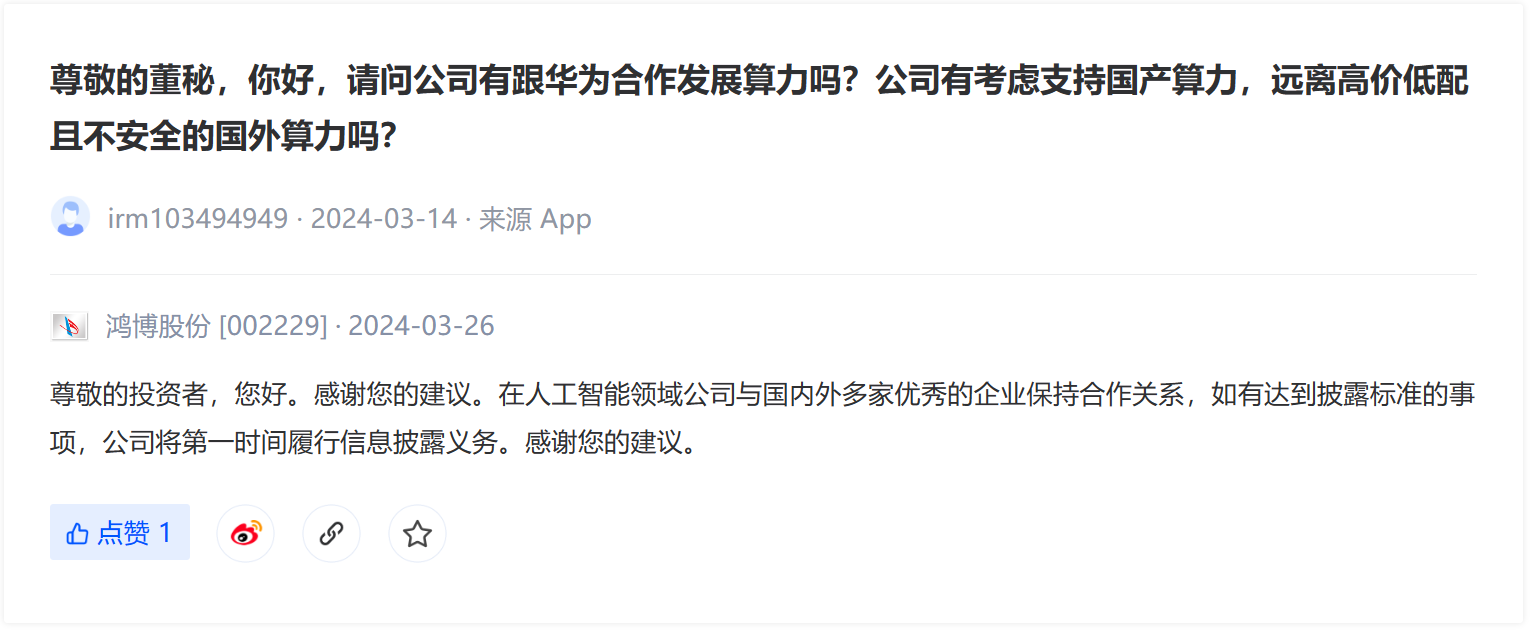 尊敬的董秘，你好，请问公司有跟华为合作发展算力吗？公司有考虑支持国产算力，远离高价低配
且不安全的国外算力吗？
irm103494949 · 2024-03-14 · 来源 App
鸿博股份 [002229] · 2024-03-26
尊敬的投资者，您好。感谢您的建议。在人工智能领域公司与国内外多家优秀的企业保持合作关系，如有达到披露标准的事
项，公司将第一时间履行信息披露义务。感谢您的建议。
点赞 1